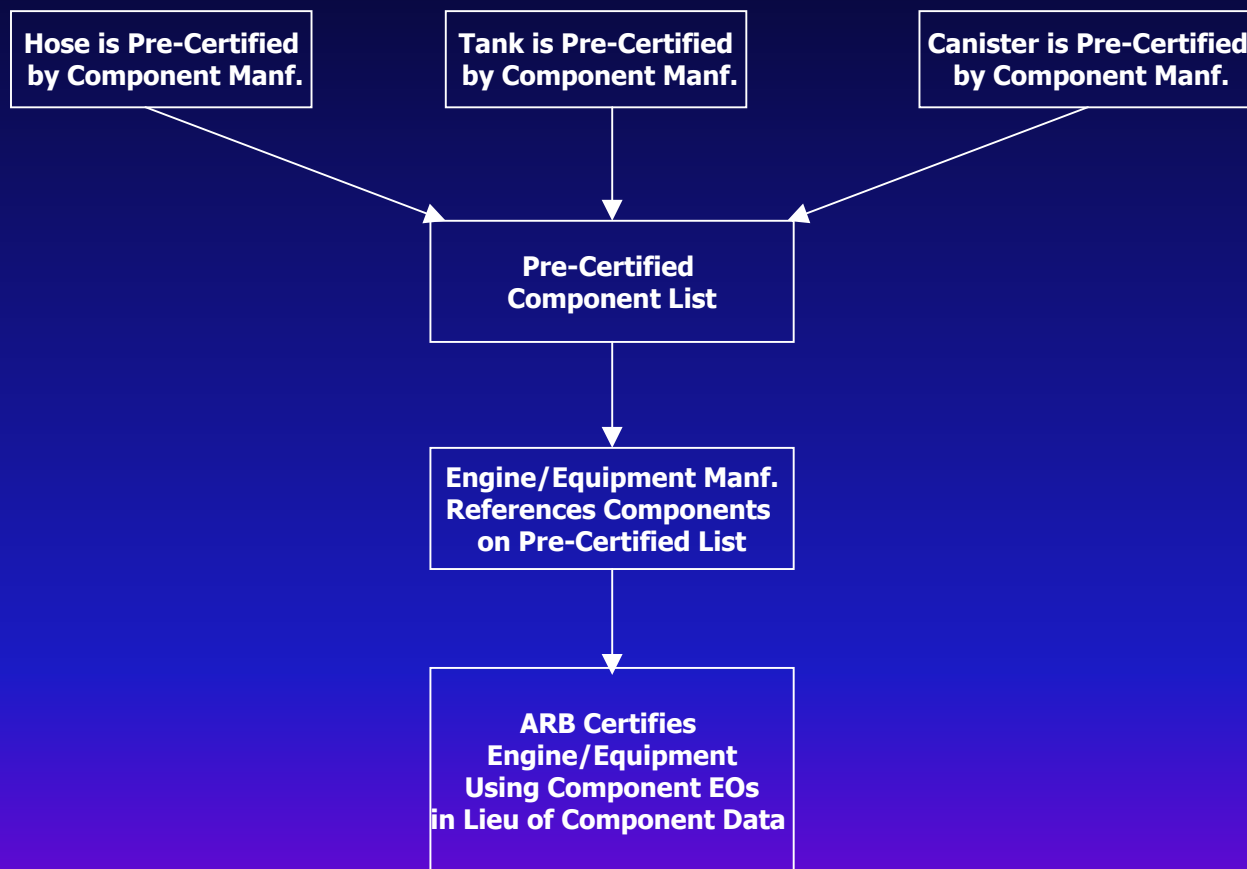 Hose is Pre-Certified
by Component Manf.
Tank is Pre-Certified
by Component Manf.
Canister is Pre-Certified
by Component Manf.
Pre-Certified
Component List
Engine/Equipment Manf.
References Components
on Pre-Certified List
ARB Certifies
Engine/Equipment
Using Component EOs
in Lieu of Component Data